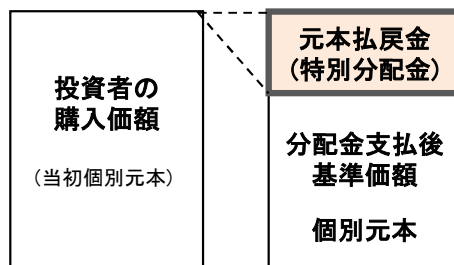 投資者の
購入価額
（当初個別元本）
元本払戻金
（特別分配金）
分配金支払後
基準価額
個別元本